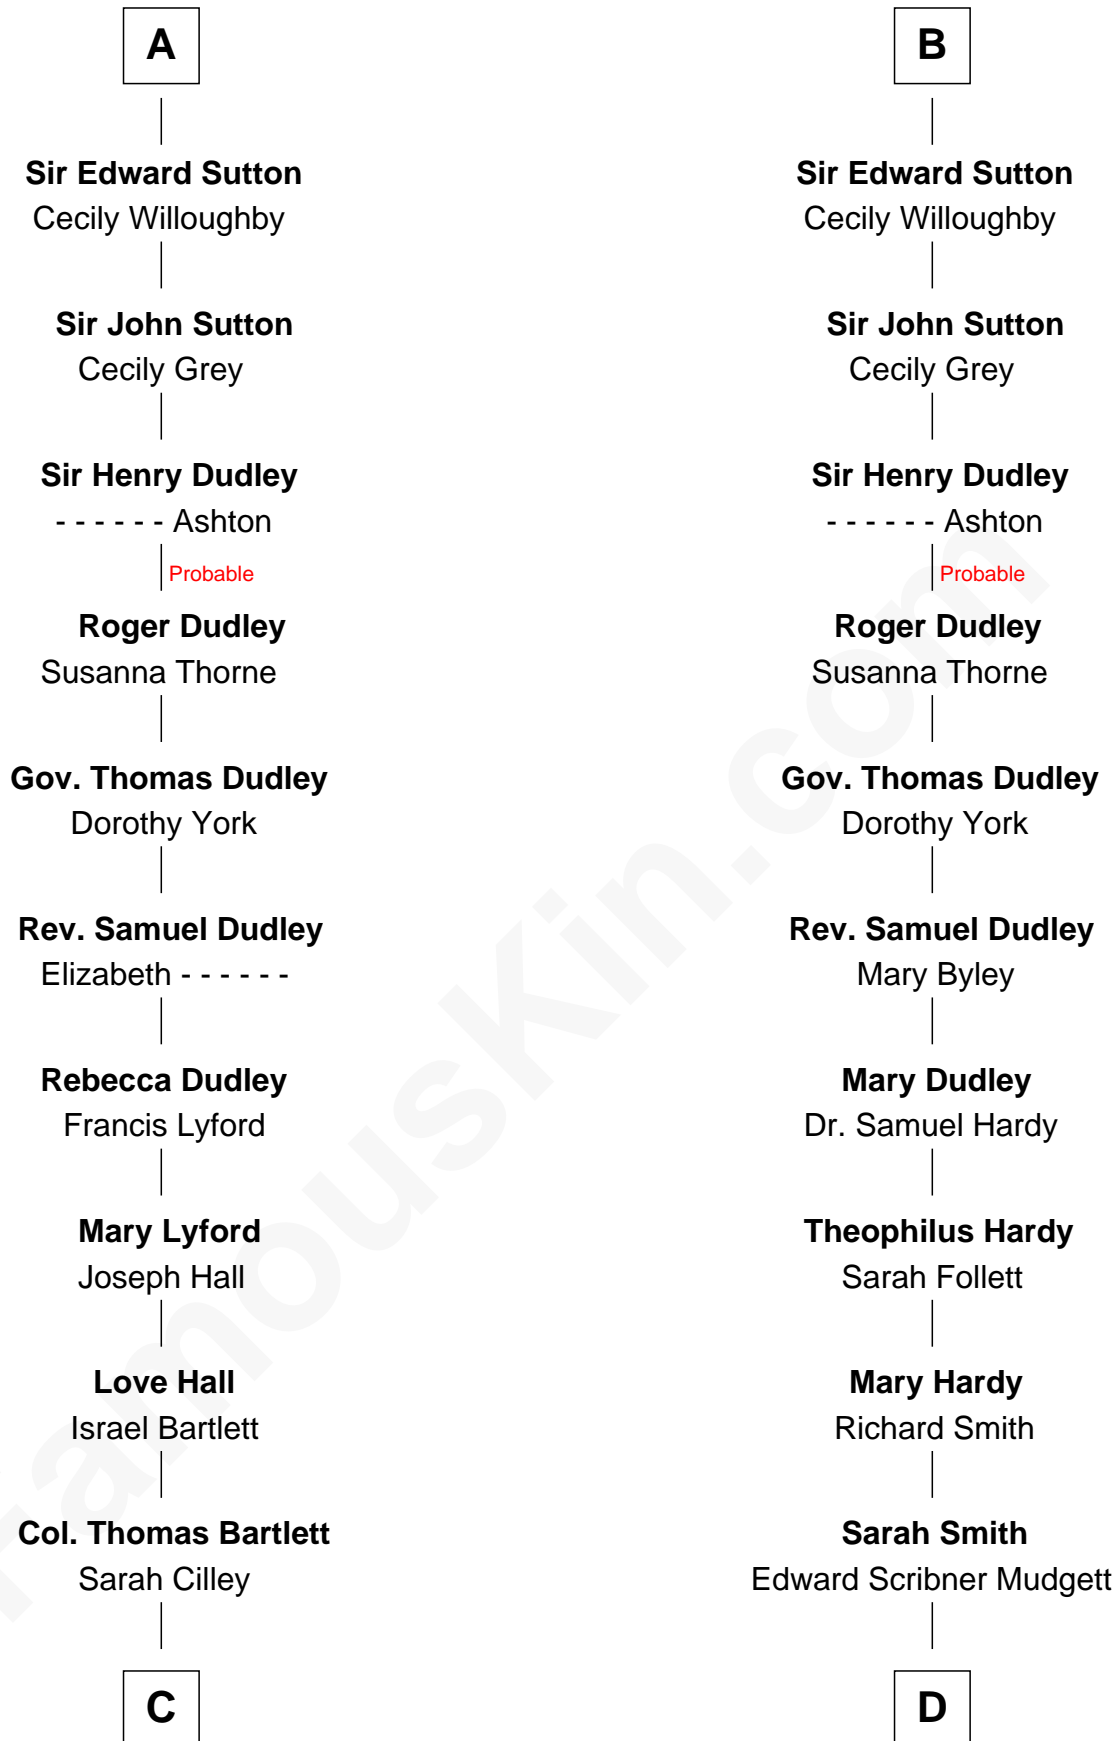 A
Sir Edward Sutton
Cecily Willoughby
Sir John Sutton
Cecily Grey
Sir Henry Dudley
- - - - - - Ashton
Probable
Roger Dudley
Susanna Thorne
Gov. Thomas Dudley
Dorothy York
Rev. Samuel Dudley
Elizabeth - - - - - -
Rebecca Dudley
Francis Lyford
Mary Lyford
Joseph Hall
Love Hall
Israel Bartlett
Col. Thomas Bartlett
Sarah Cilley
C
B
Sir Edward Sutton
Cecily Willoughby
Sir John Sutton
Cecily Grey
Sir Henry Dudley
- - - - - - Ashton
Probable
Roger Dudley
Susanna Thorne
Gov. Thomas Dudley
Dorothy York
Rev. Samuel Dudley
Mary Byley
Mary Dudley
Dr. Samuel Hardy
Theophilus Hardy
Sarah Follett
Mary Hardy
Richard Smith
Sarah Smith
Edward Scribner Mudgett
D
FamousKin.com